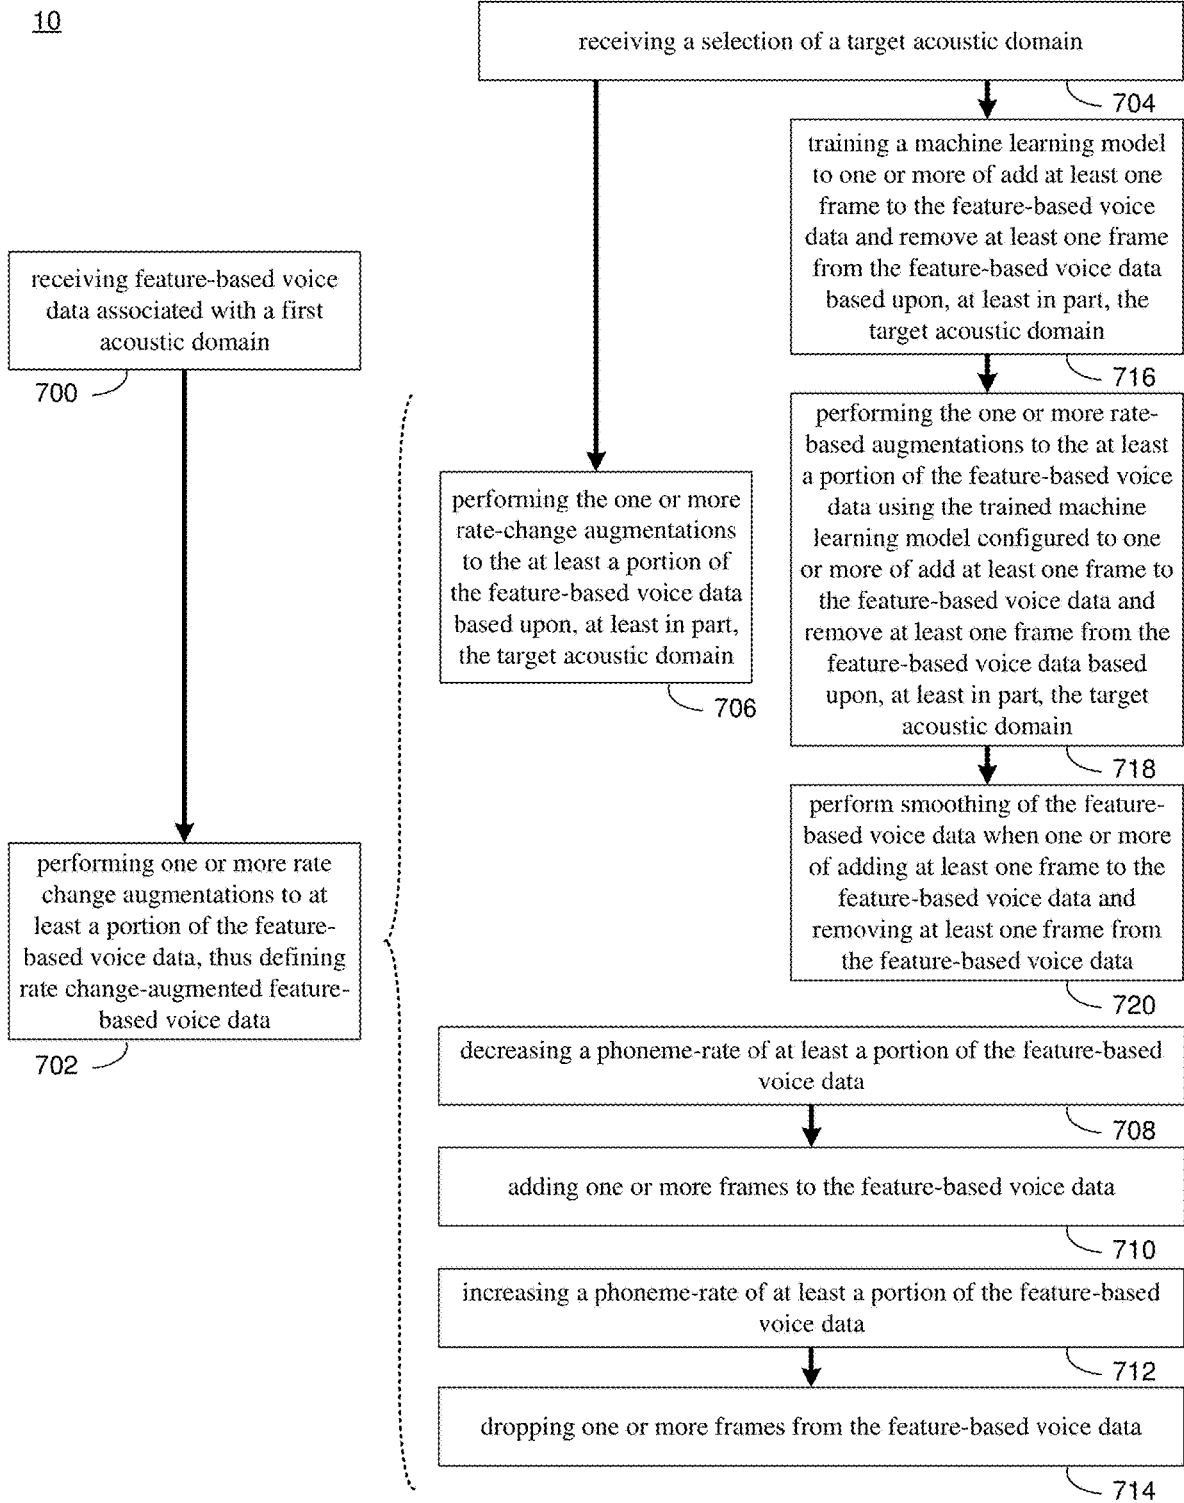 10
receiving a selection of a target acoustic domain
704
training a machine learning model
to one or more of add at least one
frame to the feature-based voice
data and remove at least one frame
from the feature-based voice data
based upon, at least in part, the
target acoustic domain
716
receiving feature-based voice
data associated with a first
acoustic domain
700
performing the one or more rate-
based augmentations to the at least
a portion of the feature-based voice
data using the trained machine
learning model configured to one
or more of add at least one frame to
the feature-based voice data and
remove at least one frame from the
feature-based voice data based
upon, at least in part, the target
acoustic domain
718
performing the one or more
rate-change augmentations
to the at least a portion of
the feature-based voice data
based upon, at least in part,
the target acoustic domain
706
perform smoothing of the feature-
based voice data when one or more
of adding at least one frame to the
feature-based voice data and
removing at least one frame from
the feature-based voice data
720
performing one or more rate
change augmentations to at
least a portion of the feature-
based voice data, thus defining
rate change-augmented feature-
based voice data
702
decreasing a phoneme-rate of at least a portion of the feature-based
voice data
708
adding one or more frames to the feature-based voice data
710
increasing a phoneme-rate of at least a portion of the feature-based
voice data
712
dropping one or more frames from the feature-based voice data
714